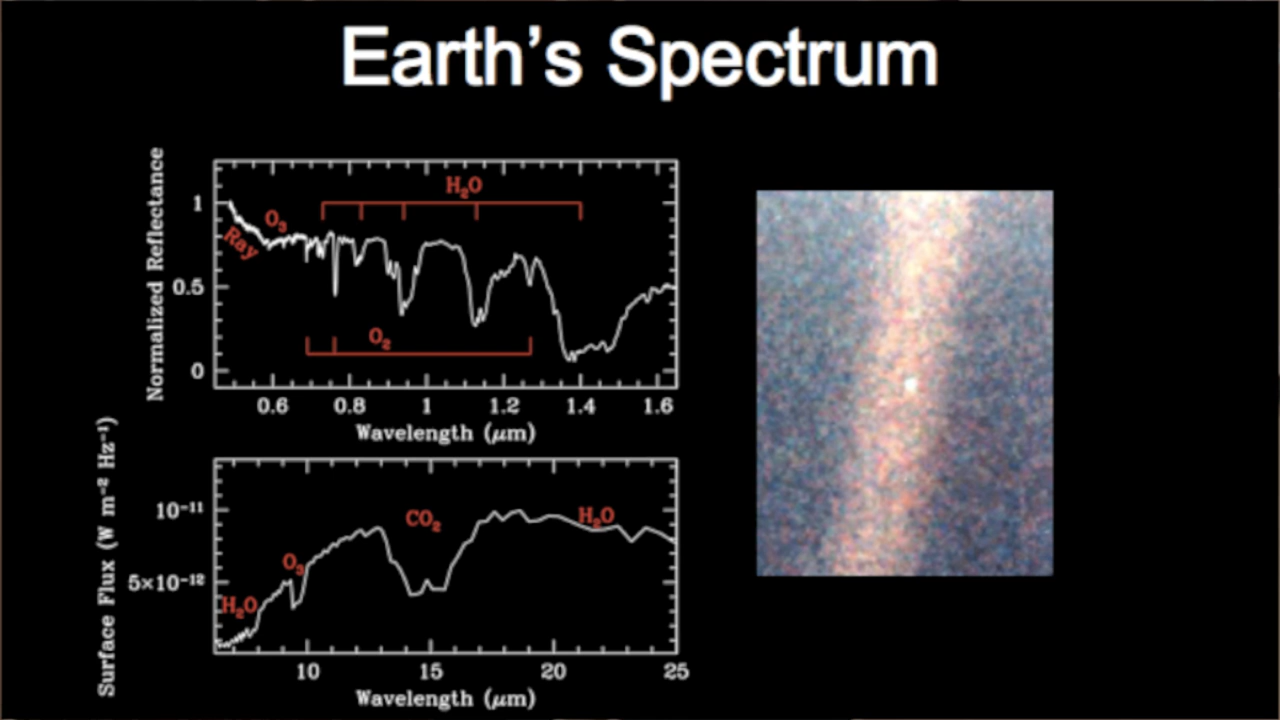 Earth's Spectrum
Normalized Reflectance
1
0.5
0
Ray
O₃
H₂O
O₂
0.6 0.8 1 1.2 1.4 1.6
Wavelength (μm)
Surface Flux (W m⁻² Hz⁻¹)
10⁻¹¹
5×10⁻¹²
H₂O
O₃
CO₂
H₂O
10 15 20 25
Wavelength (μm)